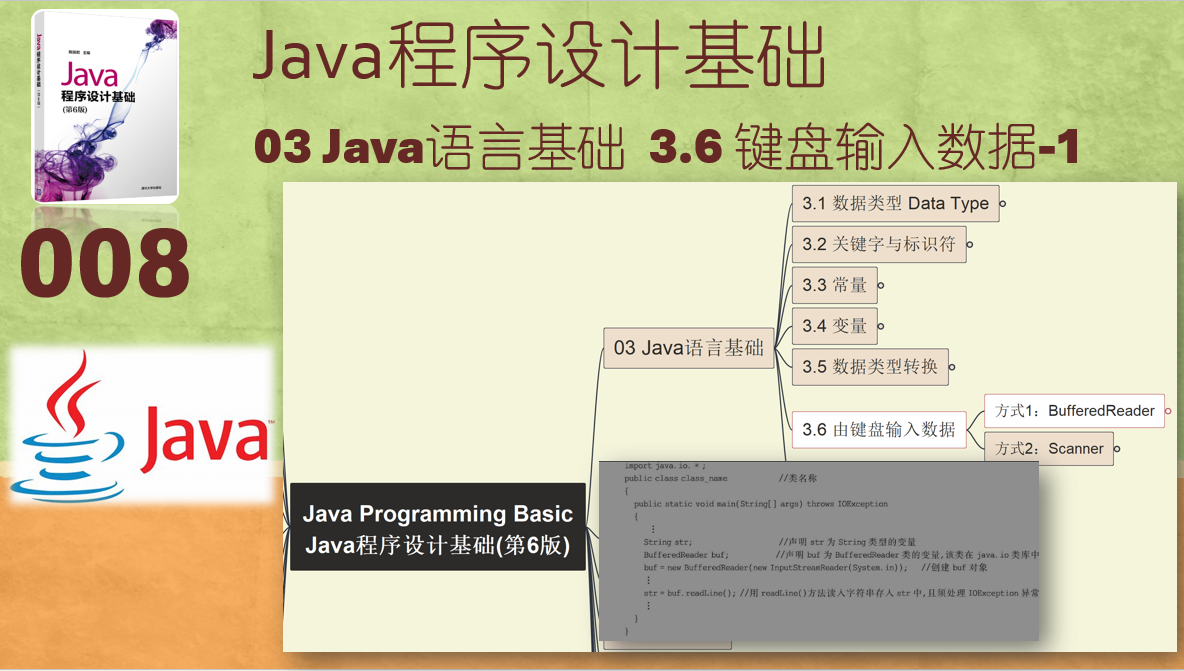 Java程序设计基础
03 Java语言基础 3.6 键盘输入数据-1
Java
程序设计基础
(第6版)
008
Java
3.1 数据类型 Data Type
3.2 关键字与标识符
3.3 常量
3.4 变量
3.5 数据类型转换
03 Java语言基础
3.6 由键盘输入数据
方式1：BufferedReader
方式2：Scanner
Java Programming Basic
Java程序设计基础(第6版)
import java.io.*;
public class class_name //类名称
{
public static void main(String[] args) throws IOException
{
⋮
String str; //声明 str 为 String 类型的变量
BufferedReader buf; //声明 buf 为 BufferedReader 类的变量,该类在 java.io 类库中
buf = new BufferedReader(new InputStreamReader(System.in)); //创建 buf 对象
⋮
str = buf.readLine(); //用 readLine()方法读入字符串存入 str 中,且须处理 IOException 异常
⋮
}
}